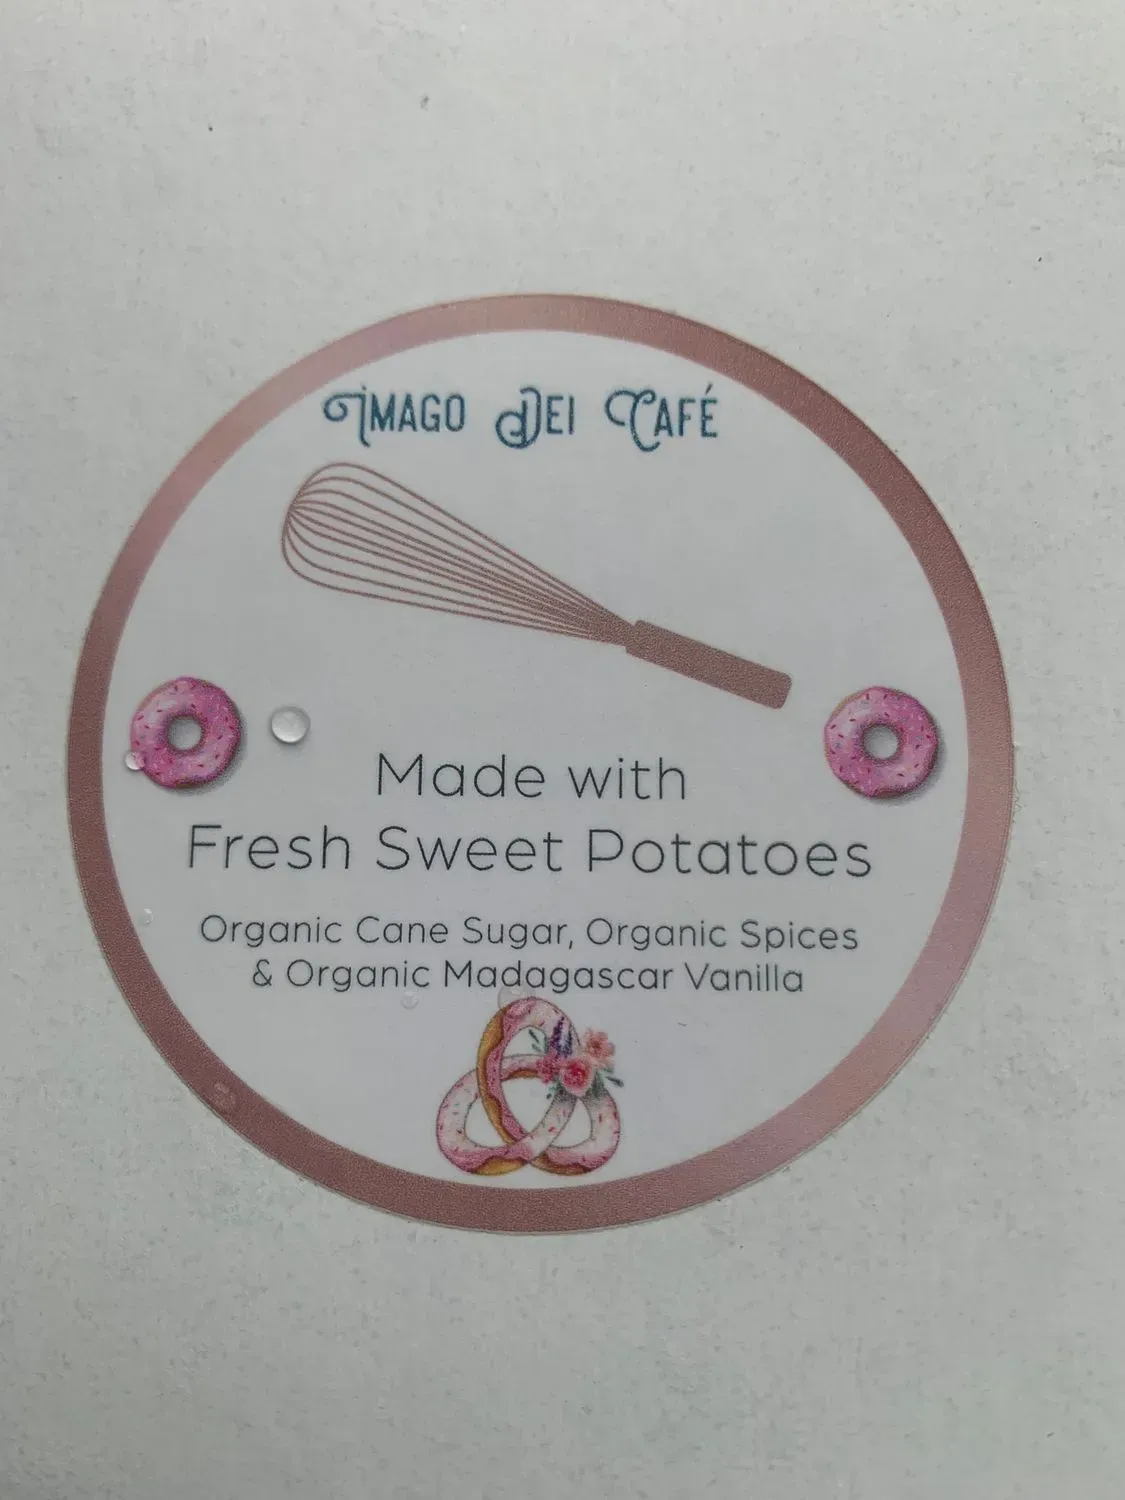 Imago Dei Café
Made with
Fresh Sweet Potatoes
Organic Cane Sugar, Organic Spices
& Organic Madagascar Vanilla